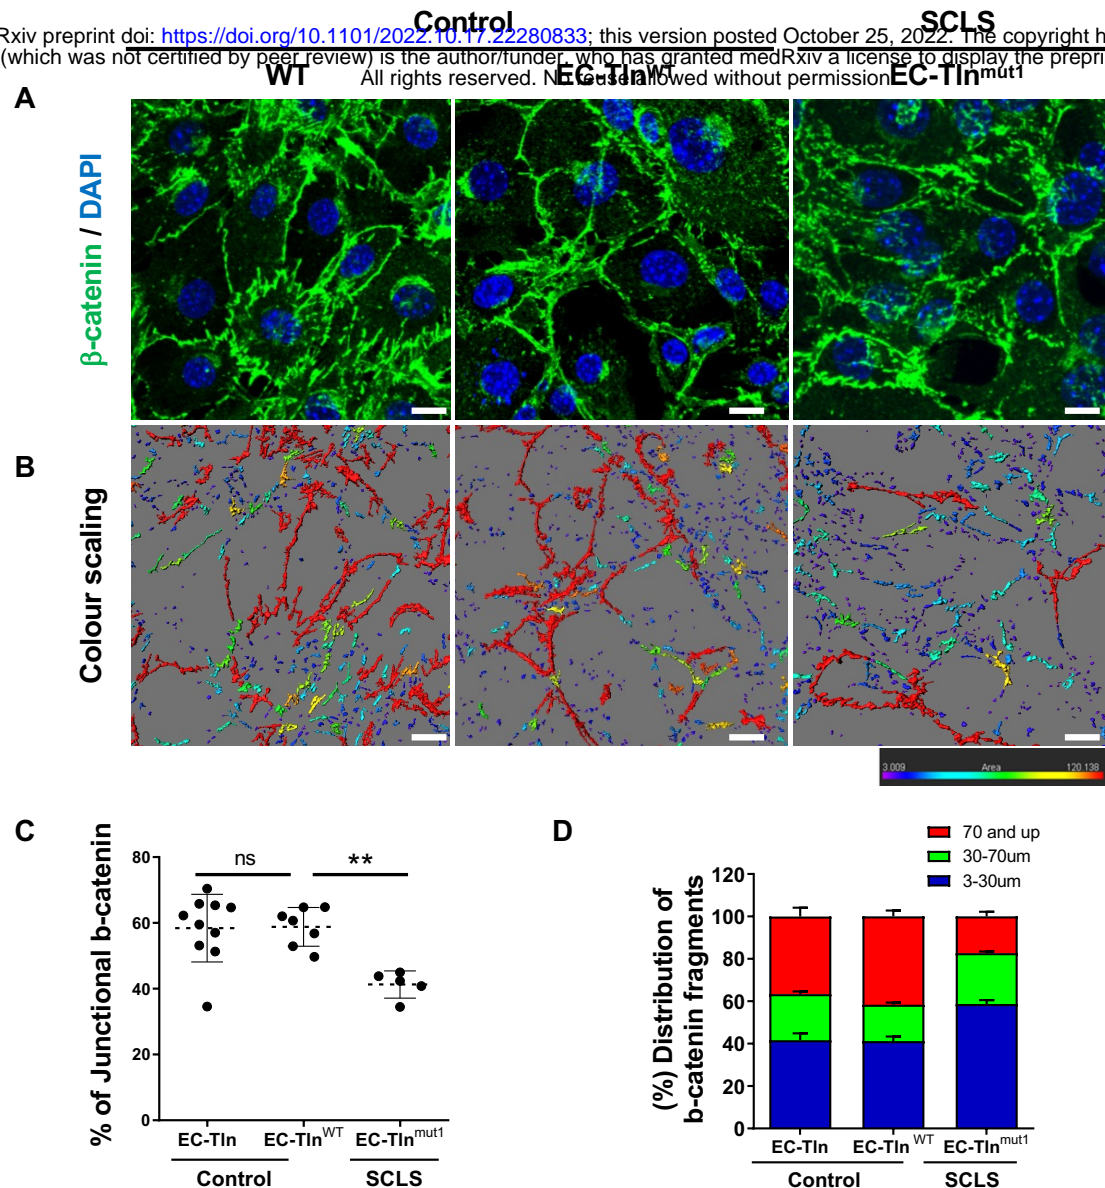 Control SCLS
Rxiv preprint doi: https://doi.org/10.1101/2022.10.17.22280833; this version posted October 25, 2022. The copyright h
(which was not certified by peer review) is the author/funder, who has granted medRxiv a license to display the prepri
WT EC-Tln^WT EC-Tln^mut1
All rights reserved. No reuse allowed without permission
A
β-catenin / DAPI
B
Colour scaling
3.009 Area 120.138
C
% of Junctional b-catenin
80
60
40
20
0
ns **
EC-Tln EC-Tln^WT EC-Tln^mut1
Control SCLS
D
70 and up
30-70um
3-30um
(%) Distribution of
b-catenin fragments
120
100
80
60
40
20
0
EC-Tln EC-Tln^WT EC-Tln^mut1
Control SCLS